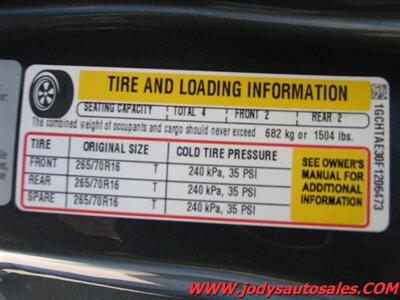 TIRE AND LOADING INFORMATION
SEATING CAPACITY TOTAL 4 FRONT 2 REAR 2
The combined weight of occupants and cargo should never exceed 682 kg or 1504 lbs.
TIRE ORIGINAL SIZE COLD TIRE PRESSURE
FRONT 265/70R16 T 240 kPa, 35 PSI
REAR 265/70R16 T 240 kPa, 35 PSI
SPARE 265/70R16 T 240 kPa, 35 PSI
SEE OWNER'S
MANUAL FOR
ADDITIONAL
INFORMATION
1GCHTAE30F1206473
www.jodysautosales.com